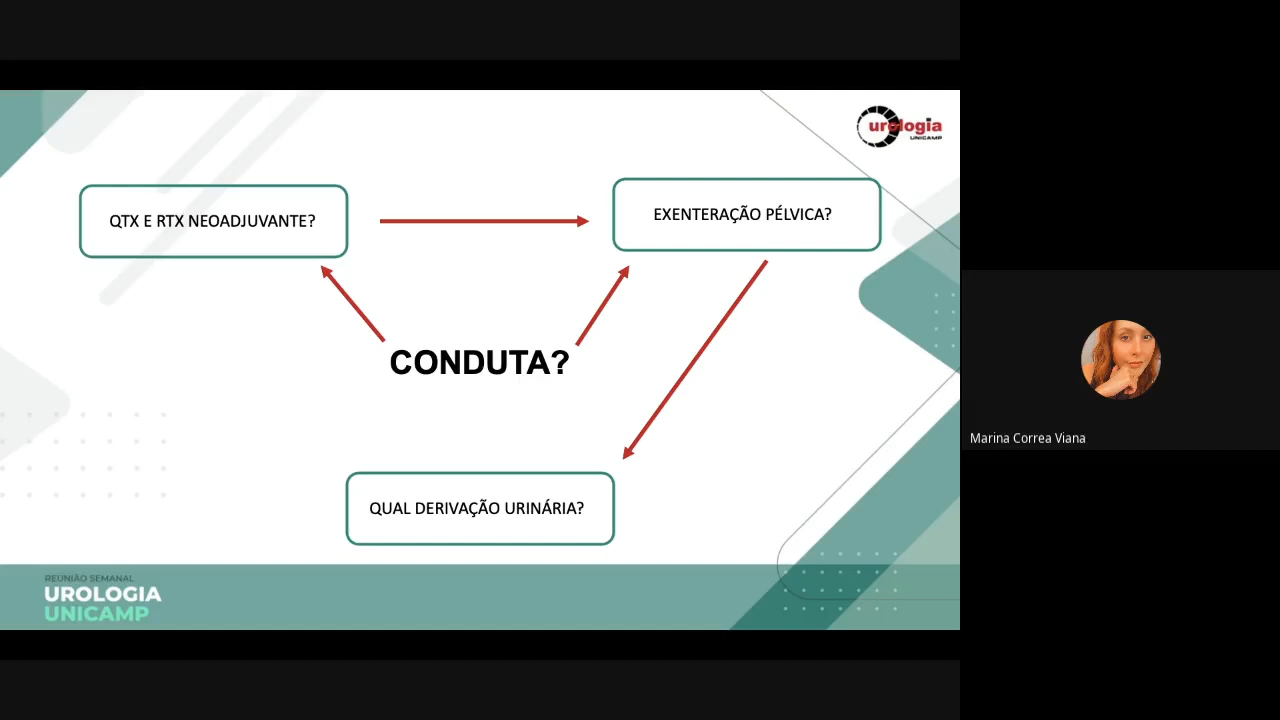 urologia
UNICAMP
QTX E RTX NEOADJUVANTE?
EXENTERAÇÃO PÉLVICA?
CONDUTA?
Marina Correa Viana
QUAL DERIVAÇÃO URINÁRIA?
REUNIÃO SEMANAL
UROLOGIA
UNICAMP